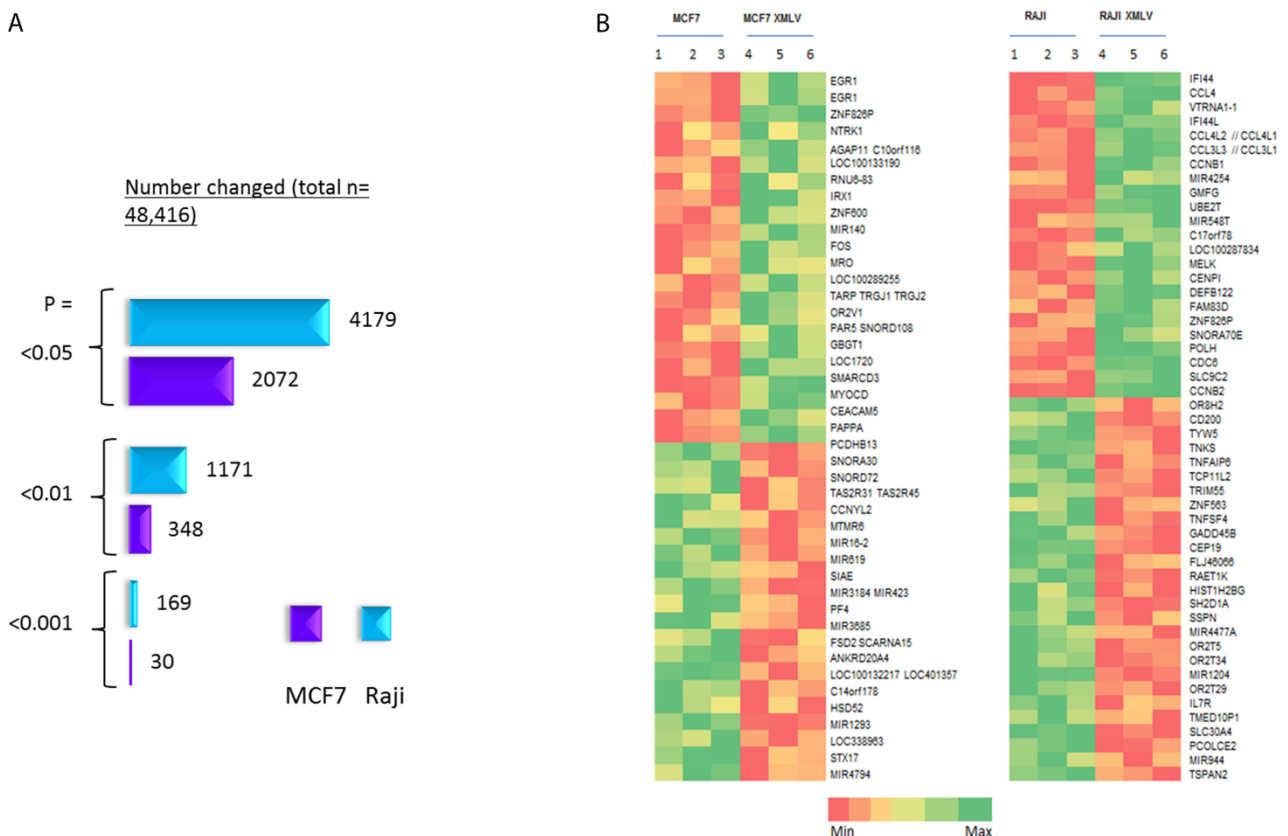 A
Number changed (total n=
48,416)
P =
<0.05
4179
2072
<0.01
1171
348
<0.001
169
30
MCF7 Raji
B
MCF7 MCF7 XMLV
1 2 3 4 5 6
EGR1
EGR1
ZNF826P
NTRK1
AGAP11 C10orf116
LOC100133190
RNU6-83
IRX1
ZNF600
MIR140
FOS
MRO
LOC100289255
TARP TRGJ1 TRGJ2
OR2V1
PAR5 SNORD108
GBGT1
LOC1720
SMARCD3
MYOCD
CEACAM5
PAPPA
PCDHB13
SNORA30
SNORD72
TAS2R31 TAS2R45
CCNYL2
MTMR6
MIR16-2
MIR619
SIAE
MIR3184 MIR423
PF4
MIR3685
FSD2 SCARNA15
ANKRD20A4
LOC100132217 LOC401357
C14orf178
HSD52
MIR1293
LOC338963
STX17
MIR4794
RAJI RAJI XMLV
1 2 3 4 5 6
IFI44
CCL4
VTRNA1-1
IFI44L
CCL4L2 // CCL4L1
CCL3L3 // CCL3L1
CCNB1
MIR4254
GMFG
UBE2T
MIR548T
C17orf78
LOC100287834
MELK
CENPI
DEFB122
FAM83D
ZNF826P
SNORA70E
POLH
CDC6
SLC9C2
CCNB2
OR8H2
CD200
TYW5
TNKS
TNFAIP6
TCP11L2
TRIM55
ZNF563
TNFSF4
GADD45B
CEP19
FLJ46066
RAET1K
HIST1H2BG
SH2D1A
SSPN
MIR4477A
OR2T5
OR2T34
MIR1204
OR2T29
IL7R
TMED10P1
SLC30A4
PCOLCE2
MIR944
TSPAN2
Min Max